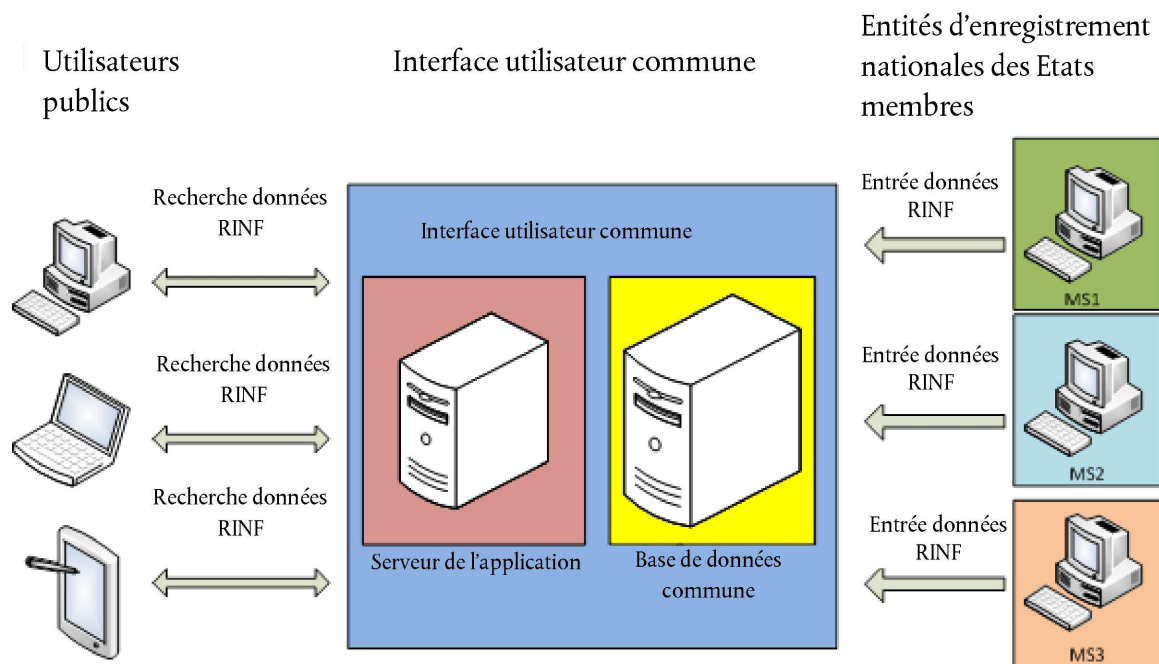 Utilisateurs
publics
Interface utilisateur commune
Entités d'enregistrement
nationales des Etats
membres
Recherche données
RINF
Recherche données
RINF
Recherche données
RINF
Interface utilisateur commune
Serveur de l'application
Base de données
commune
Entrée données
RINF
MS1
Entrée données
RINF
MS2
Entrée données
RINF
MS3